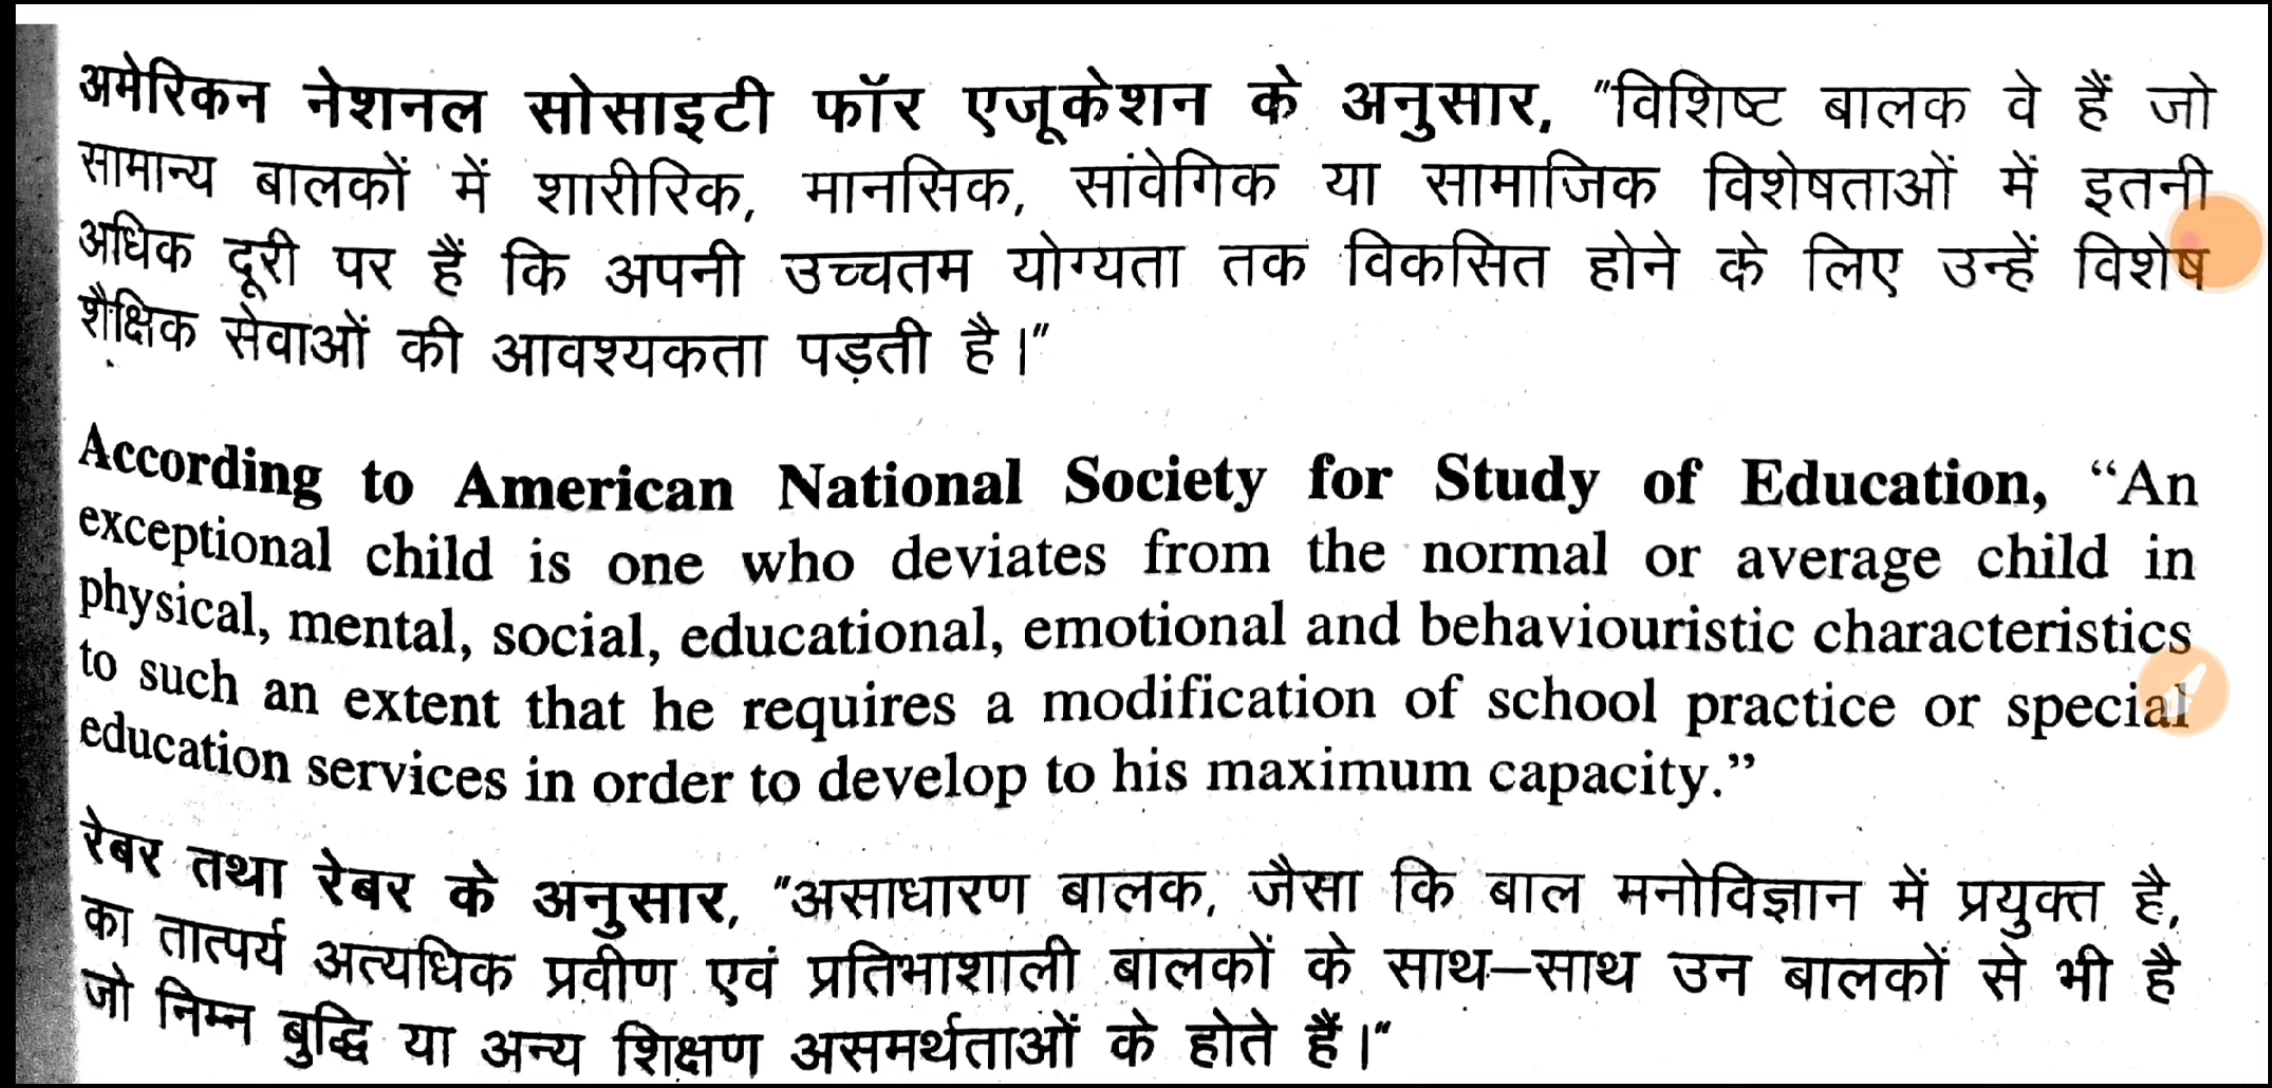 अमेरिकन नेशनल सोसाइटी फॉर एजूकेशन के अनुसार, "विशिष्ट बालक वे हैं जो
सामान्य बालकों में शारीरिक, मानसिक, सांवेगिक या सामाजिक विशेषताओं में इतनी
अधिक दूरी पर हैं कि अपनी उच्चतम योग्यता तक विकसित होने के लिए उन्हें विशेष
शैक्षिक सेवाओं की आवश्यकता पड़ती है।"
According to American National Society for Study of Education, “An
exceptional child is one who deviates from the normal or average child in
physical, mental, social, educational, emotional and behaviouristic characteristics
to such an extent that he requires a modification of school practice or special
education services in order to develop to his maximum capacity.”
रेबर तथा रेबर के अनुसार, "असाधारण बालक, जैसा कि बाल मनोविज्ञान में प्रयुक्त है,
का तात्पर्य अत्यधिक प्रवीण एवं प्रतिभाशाली बालकों के साथ–साथ उन बालकों से भी है
जो निम्न बुद्धि या अन्य शिक्षण असमर्थताओं के होते हैं।"